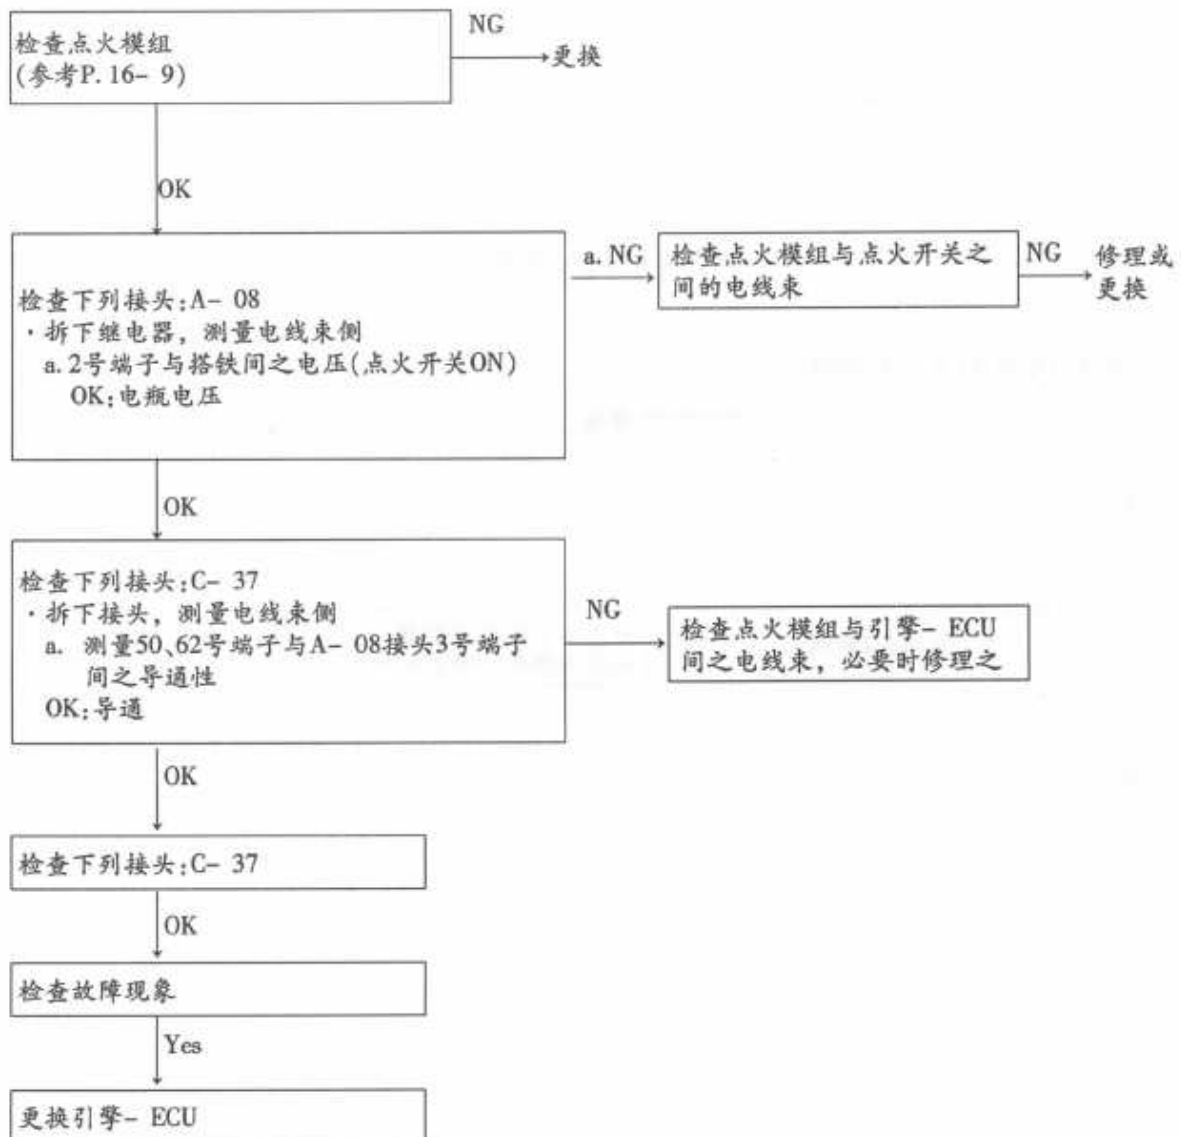 检查点火模组
(参考P. 16- 9)
NG
更换
OK
检查下列接头:A- 08
·拆下继电器，测量电线束侧
a. 2号端子与搭铁间之电压(点火开关ON)
OK:电瓶电压
a. NG
检查点火模组与点火开关之
间的电线束
NG
修理或
更换
OK
检查下列接头:C- 37
·拆下接头，测量电线束侧
a. 测量50、62号端子与A- 08接头3号端子
间之导通性
OK:导通
NG
检查点火模组与引擎- ECU
间之电线束，必要时修理之
OK
检查下列接头:C- 37
OK
检查故障现象
Yes
更换引擎- ECU